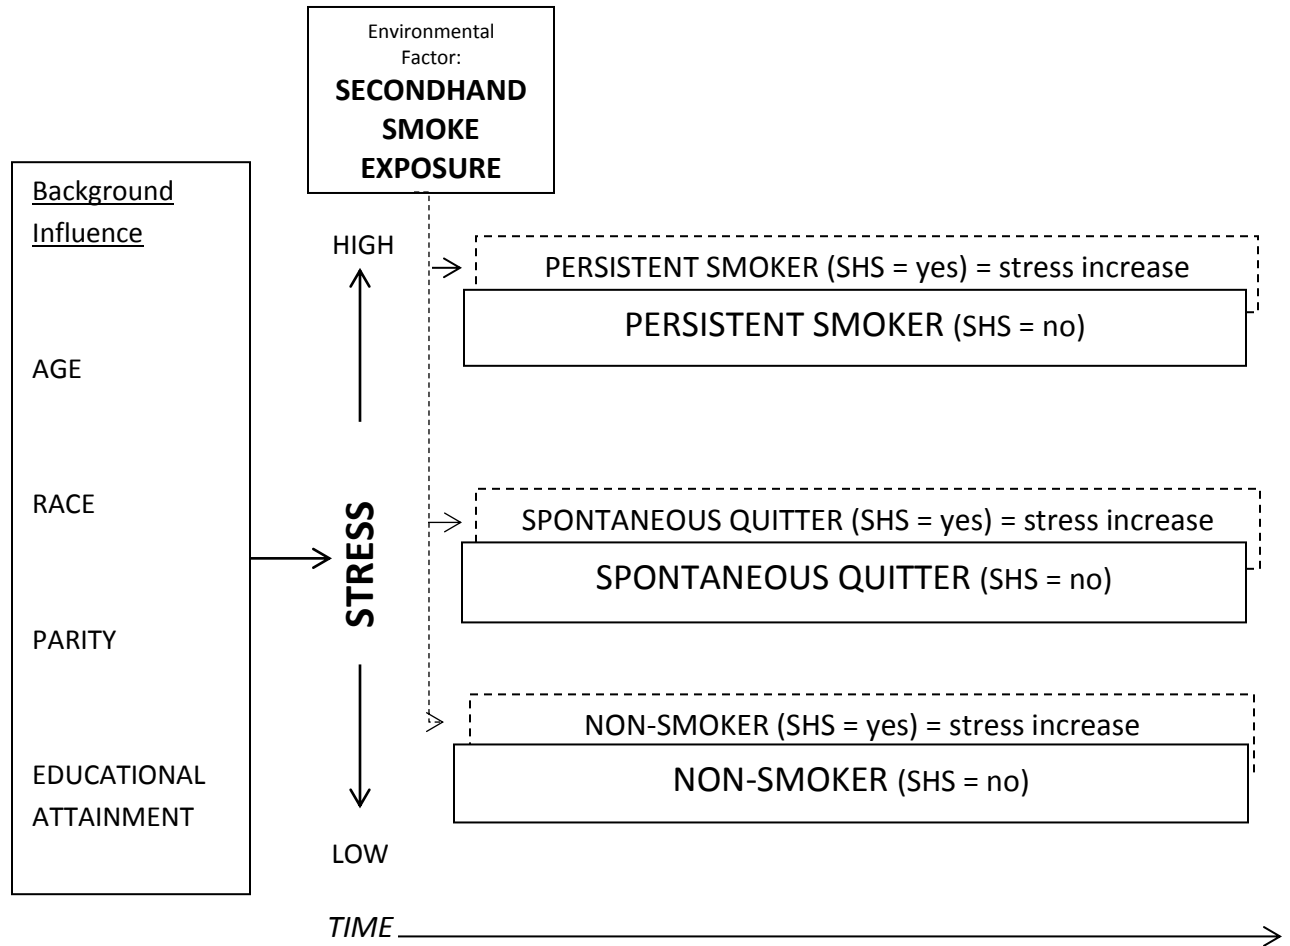 Environmental
Factor:
SECONDHAND
SMOKE
EXPOSURE
Background
Influence
AGE
RACE
PARITY
EDUCATIONAL
ATTAINMENT
HIGH
STRESS
LOW
PERSISTENT SMOKER (SHS = yes) = stress increase
PERSISTENT SMOKER (SHS = no)
SPONTANEOUS QUITTER (SHS = yes) = stress increase
SPONTANEOUS QUITTER (SHS = no)
NON-SMOKER (SHS = yes) = stress increase
NON-SMOKER (SHS = no)
TIME